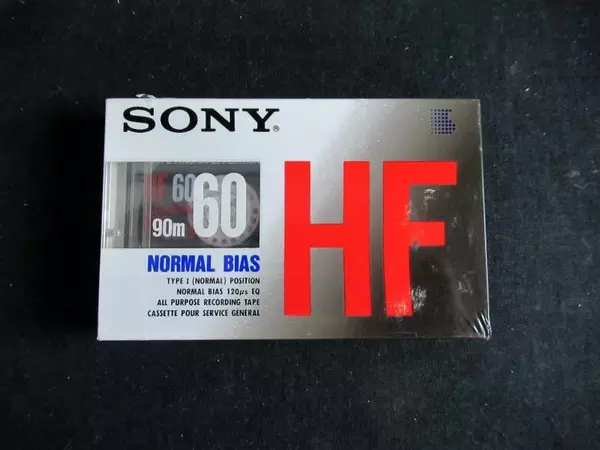 SONY®
HF 60
60
90m
HF
NORMAL BIAS
TYPE I (NORMAL) POSITION
NORMAL BIAS 120µs EQ
ALL PURPOSE RECORDING TAPE
CASSETTE POUR SERVICE GENERAL